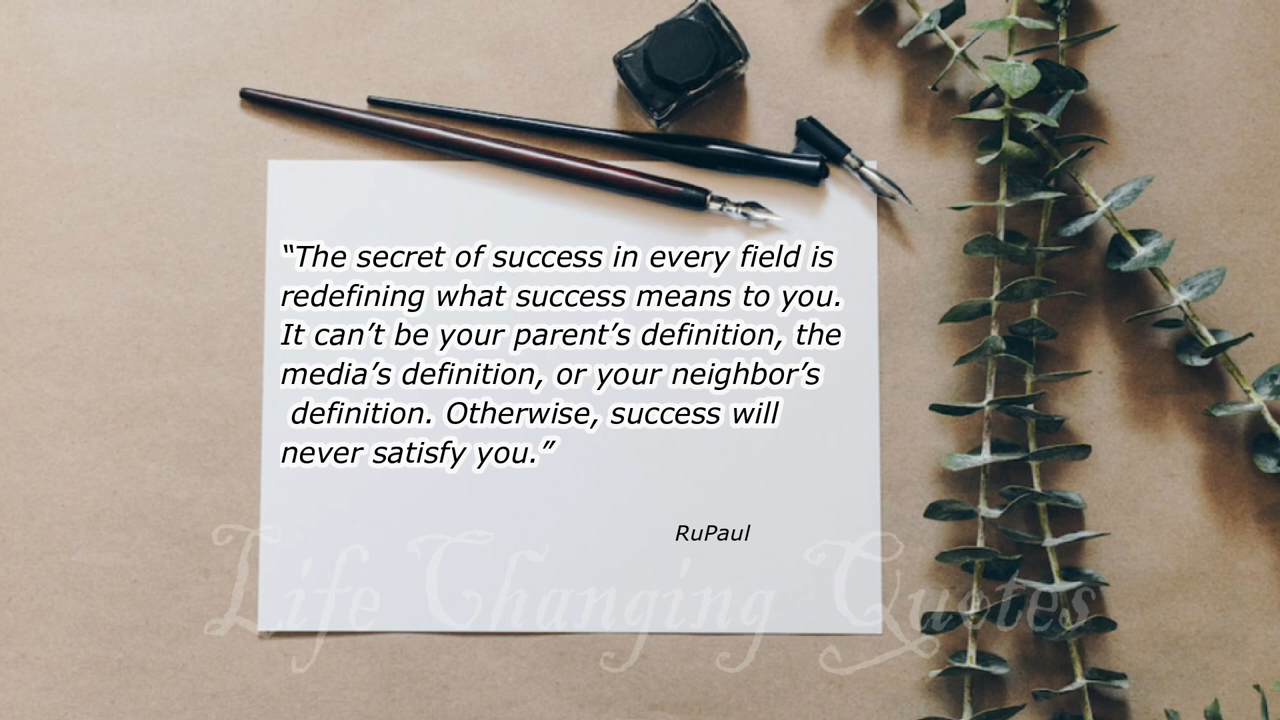 “The secret of success in every field is
redefining what success means to you.
It can’t be your parent’s definition, the
media’s definition, or your neighbor’s
definition. Otherwise, success will
never satisfy you.”
RuPaul
Life Changing Quotes